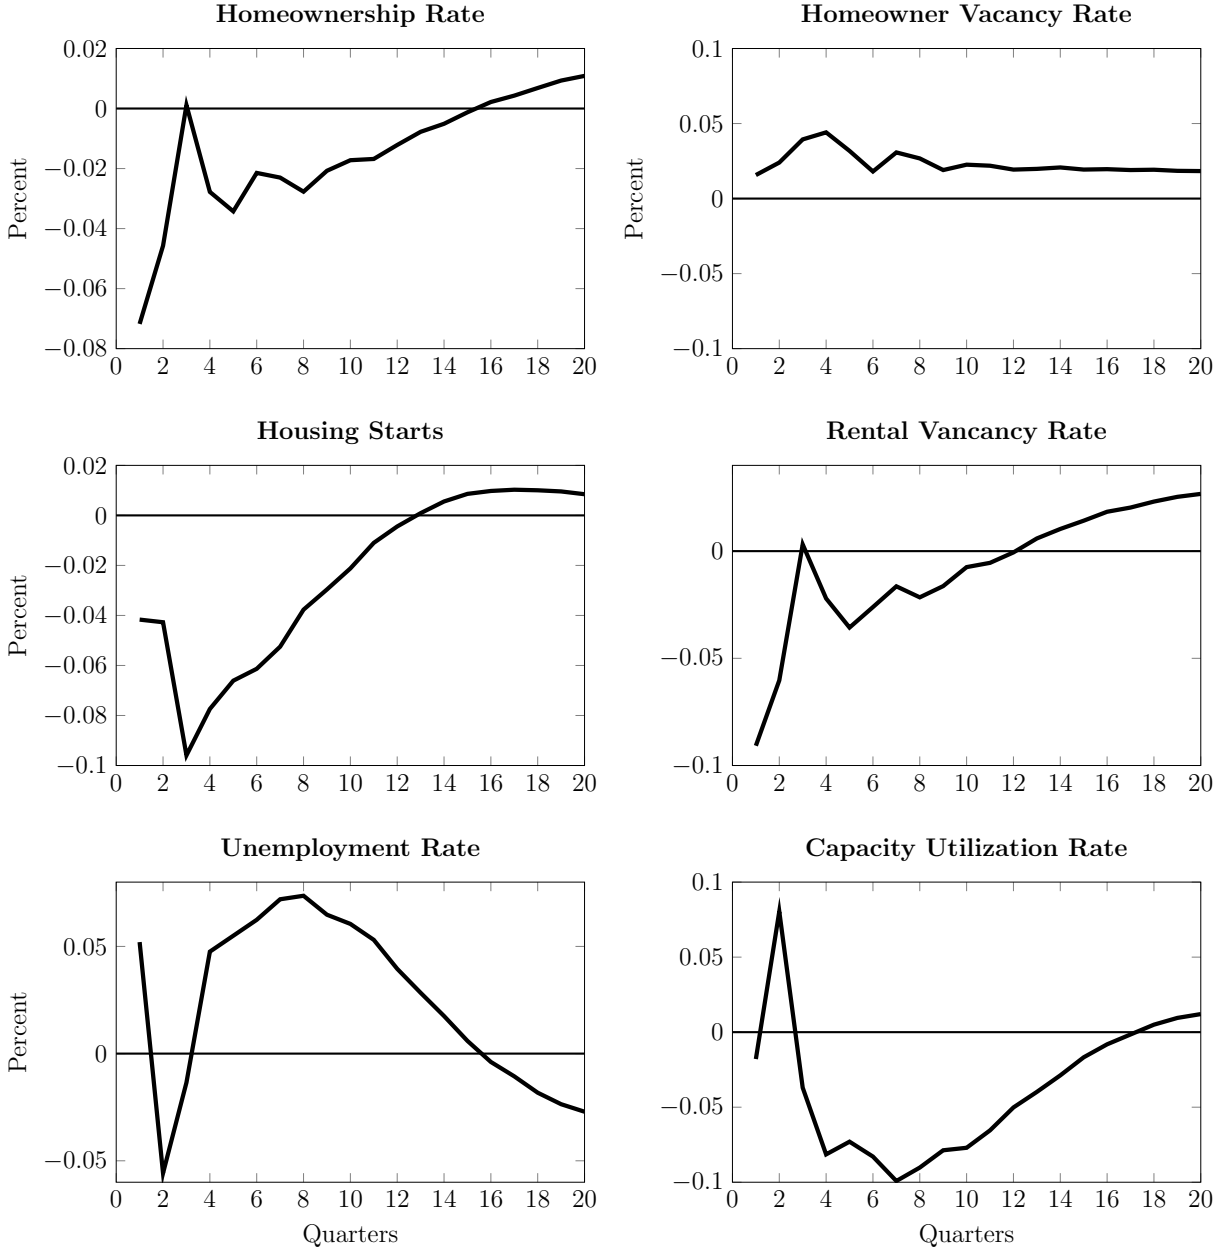 Homeownership Rate
Homeowner Vacancy Rate
0.02
0
−0.02
−0.04
−0.06
−0.08
Percent
0 2 4 6 8 10 12 14 16 18 20
0.1
0.05
0
−0.05
−0.1
Percent
0 2 4 6 8 10 12 14 16 18 20
Housing Starts
Rental Vancancy Rate
0.02
0
−0.02
−0.04
−0.06
−0.08
−0.1
Percent
0 2 4 6 8 10 12 14 16 18 20
0
−0.05
−0.1
0 2 4 6 8 10 12 14 16 18 20
Unemployment Rate
Capacity Utilization Rate
0.05
0
−0.05
Percent
0 2 4 6 8 10 12 14 16 18 20
Quarters
0.1
0.05
0
−0.05
−0.1
0 2 4 6 8 10 12 14 16 18 20
Quarters